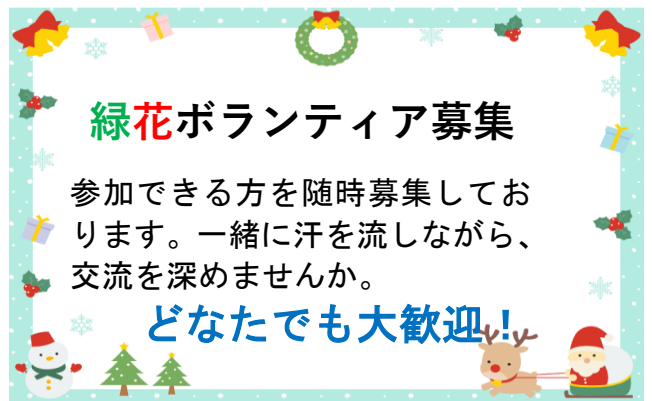 緑花ボランティア募集
参加できる方を随時募集してお
ります。一緒に汗を流しながら、
交流を深めませんか。
どなたでも大歓迎！